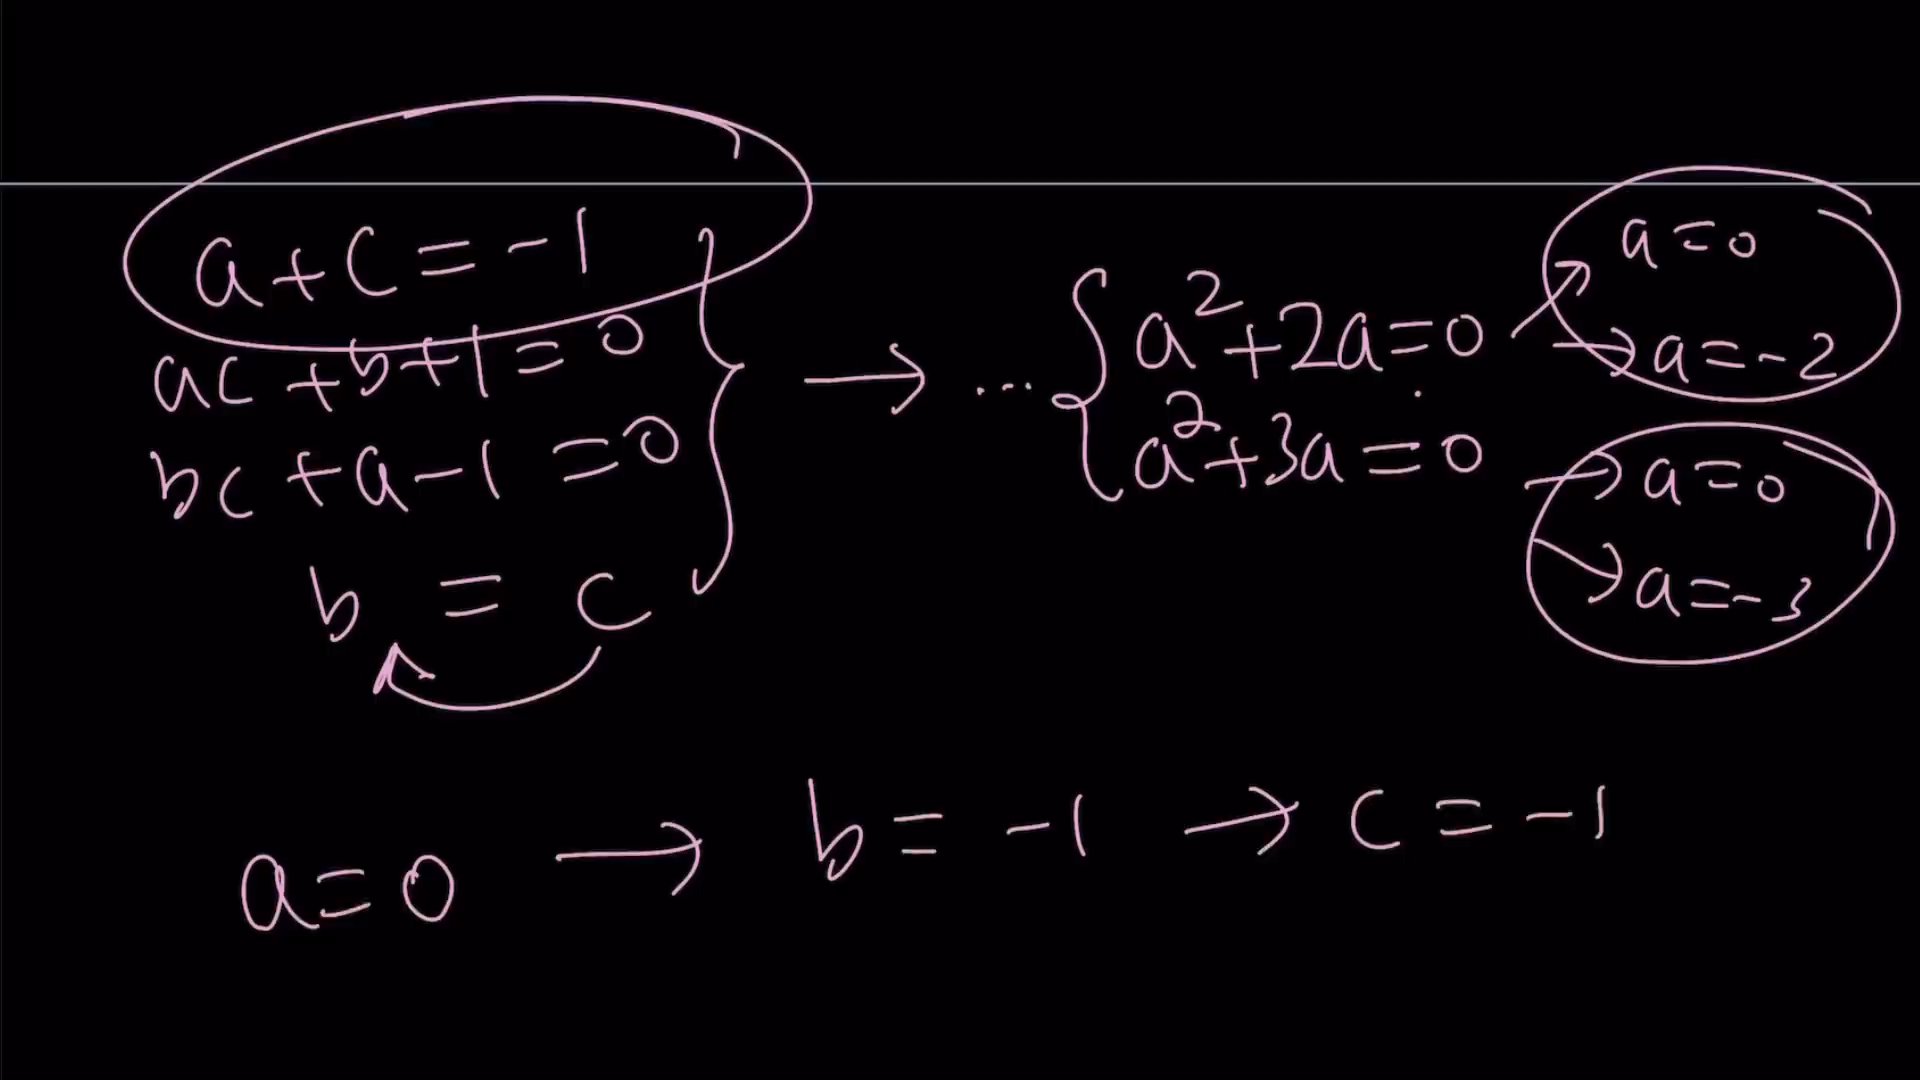 a+c=-1
ac+b+1=0
bc+a-1=0
b=c
→ ... { a²+2a=0 → a=0
→ a=-2
a²+3a=0 → a=0
→ a=-3
a=0 → b=-1 → c=-1